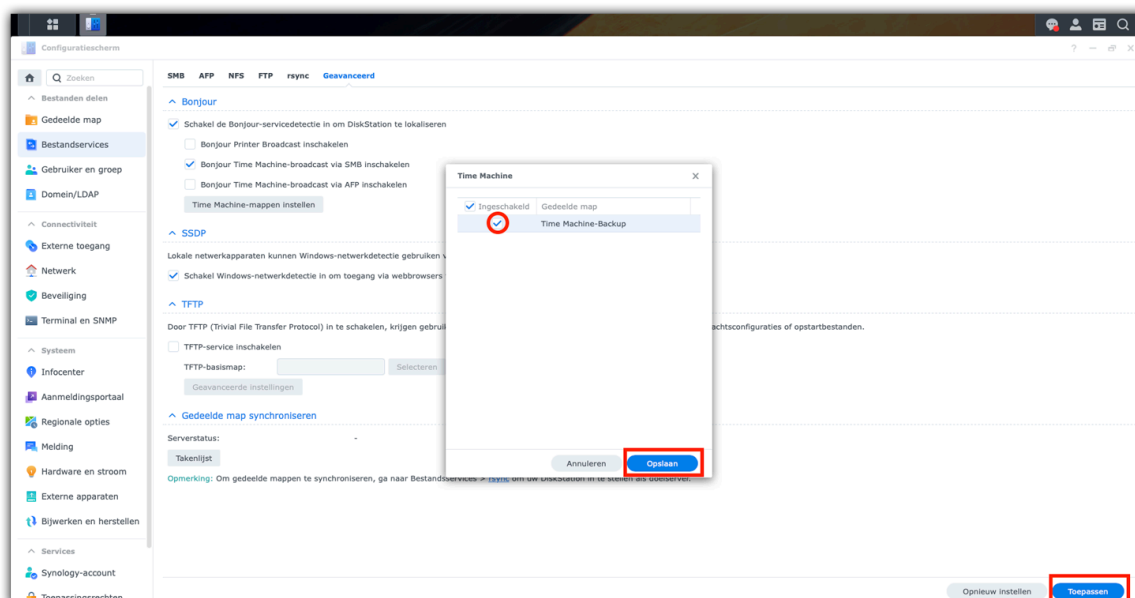 Configuratiescherm
Zoeken
Bestanden delen
Gedeelde map
Bestandservices
Gebruiker en groep
Domein/LDAP
Connectiviteit
Externe toegang
Netwerk
Beveiliging
Terminal en SNMP
Systeem
Infocenter
Aanmeldingsportaal
Regionale opties
Melding
Hardware en stroom
Externe apparaten
Bijwerken en herstellen
Services
Synology-account
Toepassingsrechten
SMB AFP NFS FTP rsync Geavanceerd
Bonjour
Schakel de Bonjour-servicedetectie in om DiskStation te lokaliseren
Bonjour Printer Broadcast inschakelen
Bonjour Time Machine-broadcast via SMB inschakelen
Bonjour Time Machine-broadcast via AFP inschakelen
Time Machine-mappen instellen
SSDP
Lokale netwerkapparaten kunnen Windows-netwerkdetectie gebruiken
Schakel Windows-netwerkdetectie in om toegang via webbrowsers
TFTP
Door TFTP (Trivial File Transfer Protocol) in te schakelen, krijgen gebruik achtsconfiguraties of opstartbestanden.
TFTP-service inschakelen
TFTP-basismap: Selecteren
Geavanceerde instellingen
Gedeelde map synchroniseren
Serverstatus: -
Takenlijst
Opmerking: Om gedeelde mappen te synchroniseren, ga naar Bestandsservices > rsync om uw DiskStation in te stellen als doelserver.
Time Machine
Ingeschakeld Gedeelde map
Time Machine-Backup
Annuleren Opslaan
Opnieuw instellen Toepassen